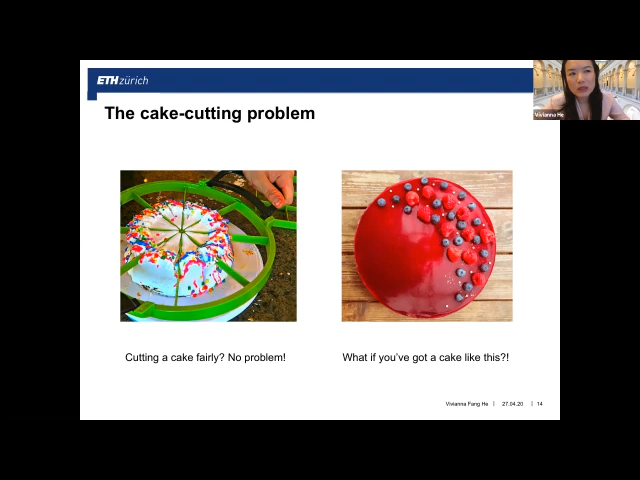 ETH zürich
The cake-cutting problem
Vivianna He
Cutting a cake fairly? No problem!
What if you've got a cake like this?!
Vivianna Fang He | 27.04.20 | 14